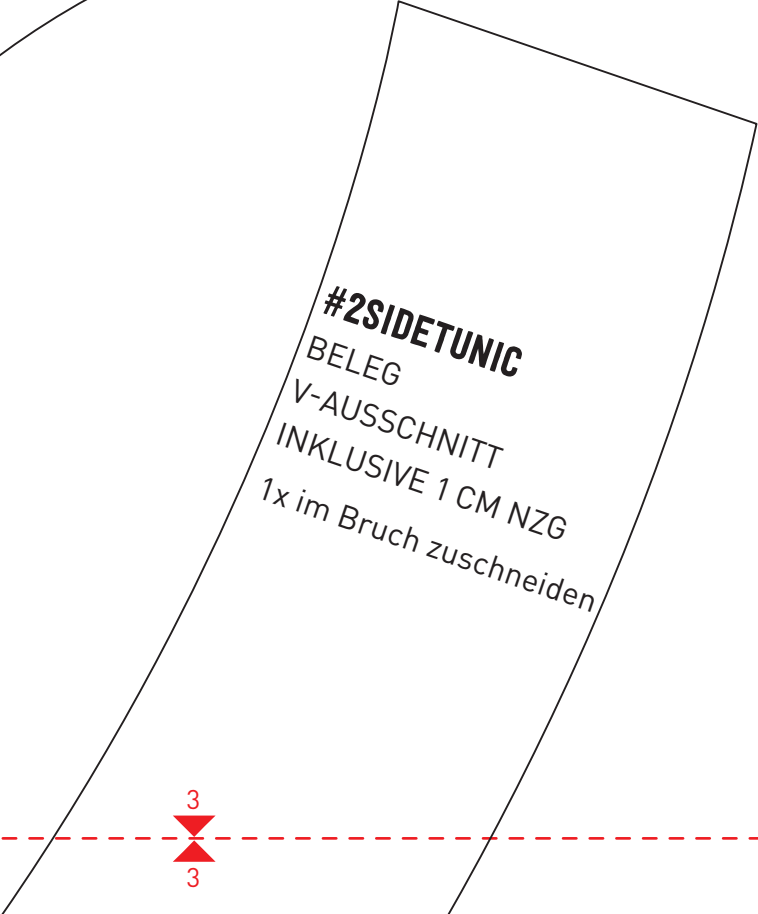 #2SIDETUNIC
BELEG
V-AUSSCHNITT
INKLUSIVE 1 CM NZG
1x im Bruch zuschneiden
3
3